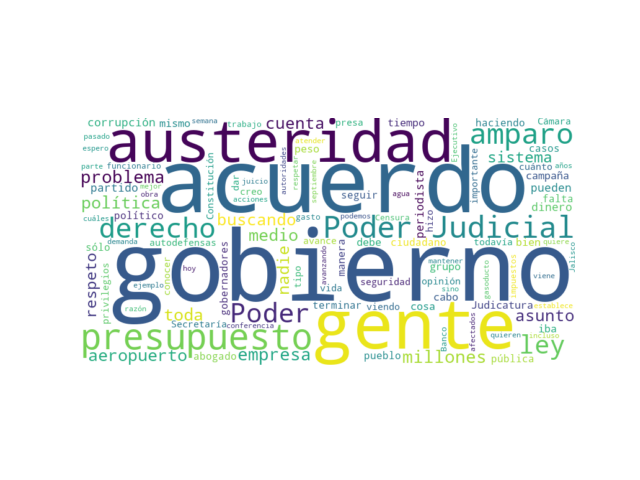 corrupción mismo semana trabajo presa tiempo haciendo Cámara
pasado austeridad cuenta Ejecutivo importante amparo
espero problema acuerdo atender peso sistema casos
parte funcionario Constitución dar juicio autoridades respetar septiembre periodista cuánto años
partido mejor creo acciones seguir agua pueden falta
política obra buscando Poder Judicial hizo campaña dinero
cuáles político gasto podemos Censura
derecho medio nadie todavía bien quiere
sólo demanda autodefensas avance debe ciudadano Jalisco
respeto privilegios conocer gobierno gobernadores tipo avanzando manera grupo mantener
hoy vida seguridad opinión gasoducto impuestos viene
ejemplo toda Poder terminar viendo cosa cabo Judicatura establece
razón Secretaría conferencia gente iba asunto
presupuesto pueblo Banco afectados quieren incluso ley
aeropuerto abogado empresa sino millones pública